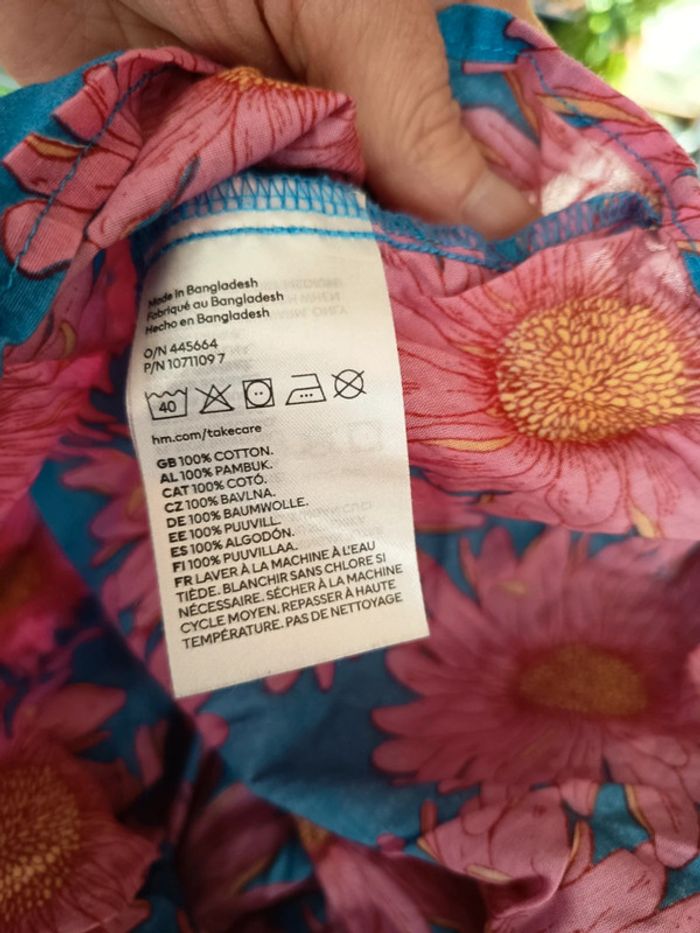 Made in Bangladesh
Fabriqué au Bangladesh
Hecho en Bangladesh
O/N 445664
P/N 1071109 7
40
hm.com/takecare
GB 100% COTTON.
AL 100% PAMBUK.
CAT 100% COTÓ.
CZ 100% BAVLNA.
DE 100% BAUMWOLLE.
EE 100% PUUVILL.
ES 100% ALGODÓN.
FI 100% PUUVILLAA.
FR LAVER À LA MACHINE À L'EAU
TIÈDE. BLANCHIR SANS CHLORE SI
NÉCESSAIRE. SÉCHER À LA MACHINE
CYCLE MOYEN. REPASSER À HAUTE
TEMPÉRATURE. PAS DE NETTOYAGE